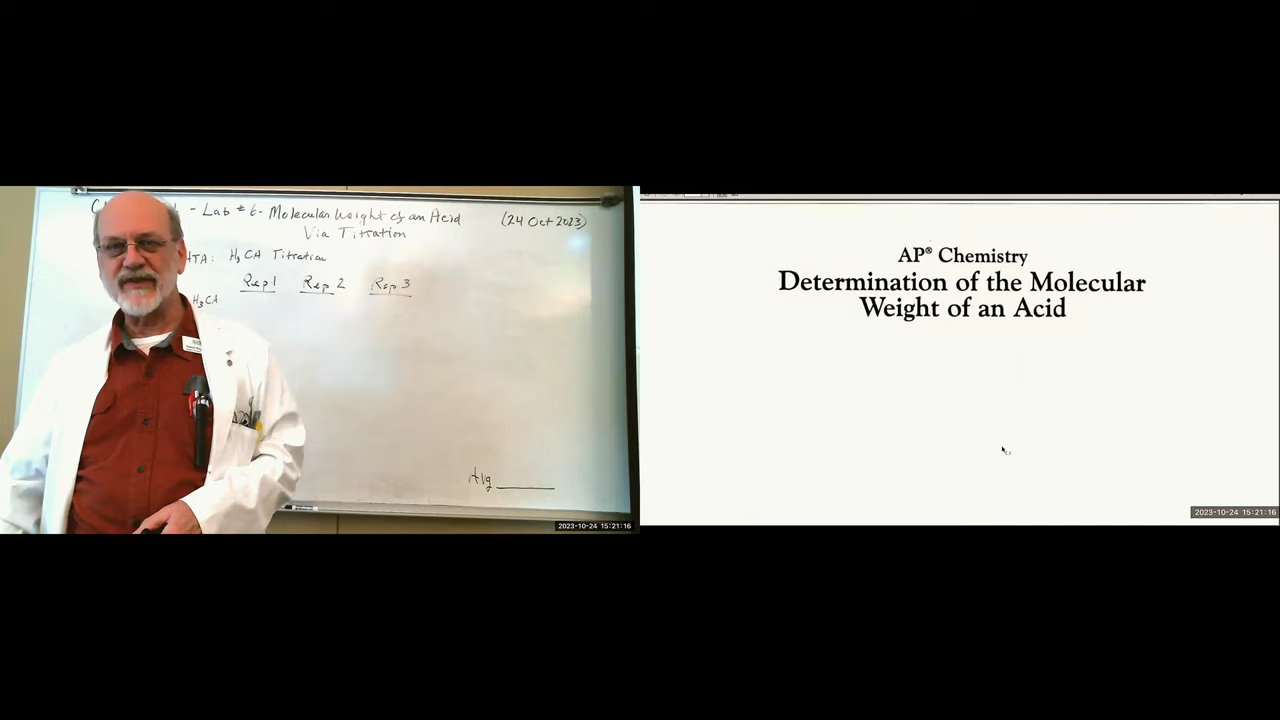 - Lab # 6 - Molecular Weight of an Acid (24 Oct 2023)
Via Titration
H₃CA Titration
Rep 1 Rep 2 Rep 3
H₃CA
Avg
2023-10-24 15:21:16
AP® Chemistry
Determination of the Molecular
Weight of an Acid
2023-10-24 15:21:16